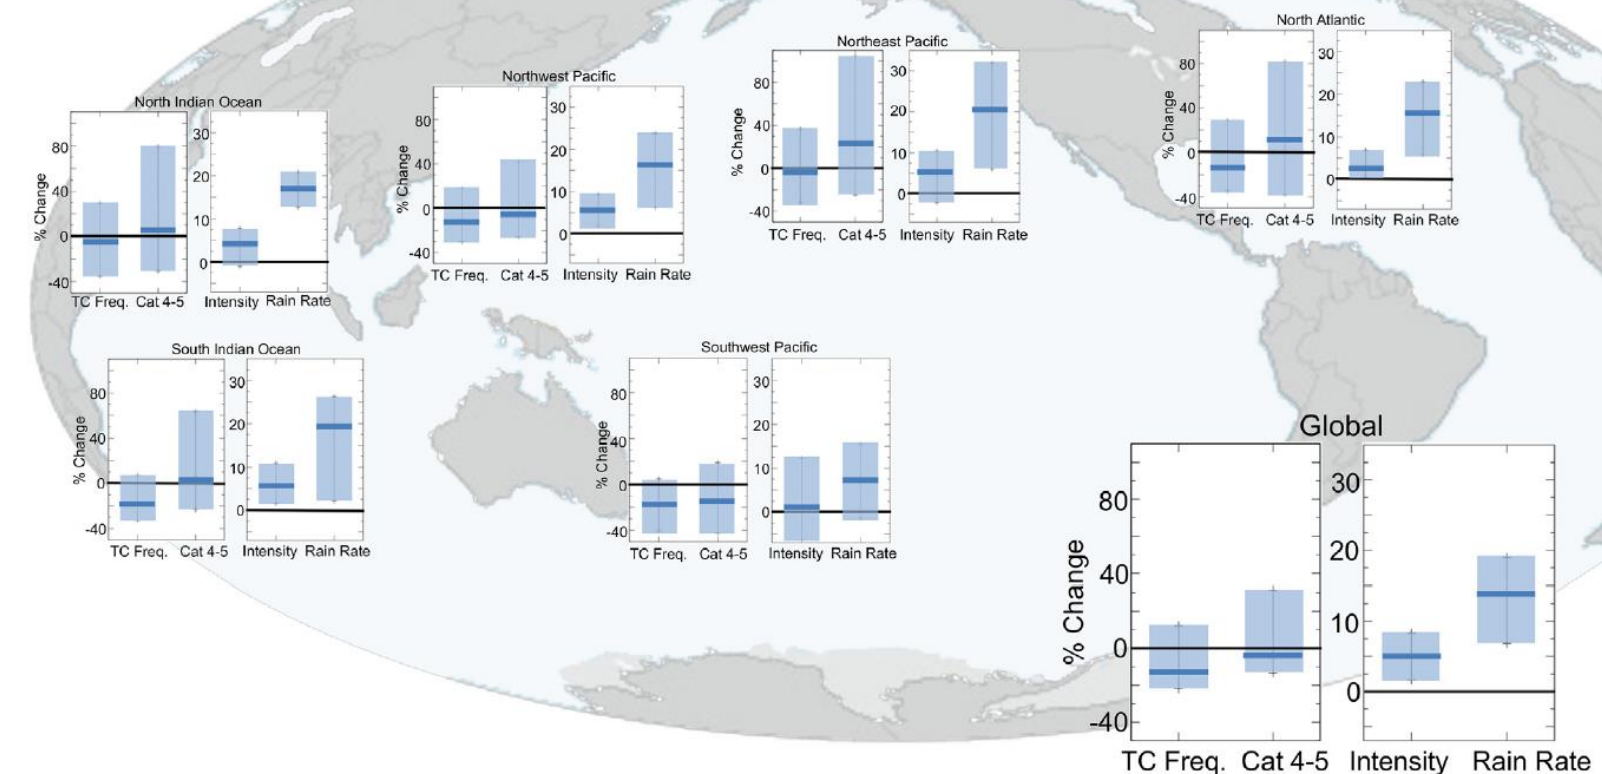 North Atlantic
% Change
80
40
0
-40
30
20
10
0
TC Freq. Cat 4-5 Intensity Rain Rate
Northeast Pacific
% Change
80
40
0
-40
30
20
10
0
TC Freq. Cat 4-5 Intensity Rain Rate
Northwest Pacific
% Change
80
40
0
-40
30
20
10
0
TC Freq. Cat 4-5 Intensity Rain Rate
North Indian Ocean
% Change
80
40
0
-40
30
20
10
0
TC Freq. Cat 4-5 Intensity Rain Rate
South Indian Ocean
% Change
80
40
0
-40
30
20
10
0
TC Freq. Cat 4-5 Intensity Rain Rate
Southwest Pacific
% Change
80
40
0
-40
30
20
10
0
TC Freq. Cat 4-5 Intensity Rain Rate
Global
% Change
80
40
0
-40
30
20
10
0
TC Freq. Cat 4-5 Intensity Rain Rate